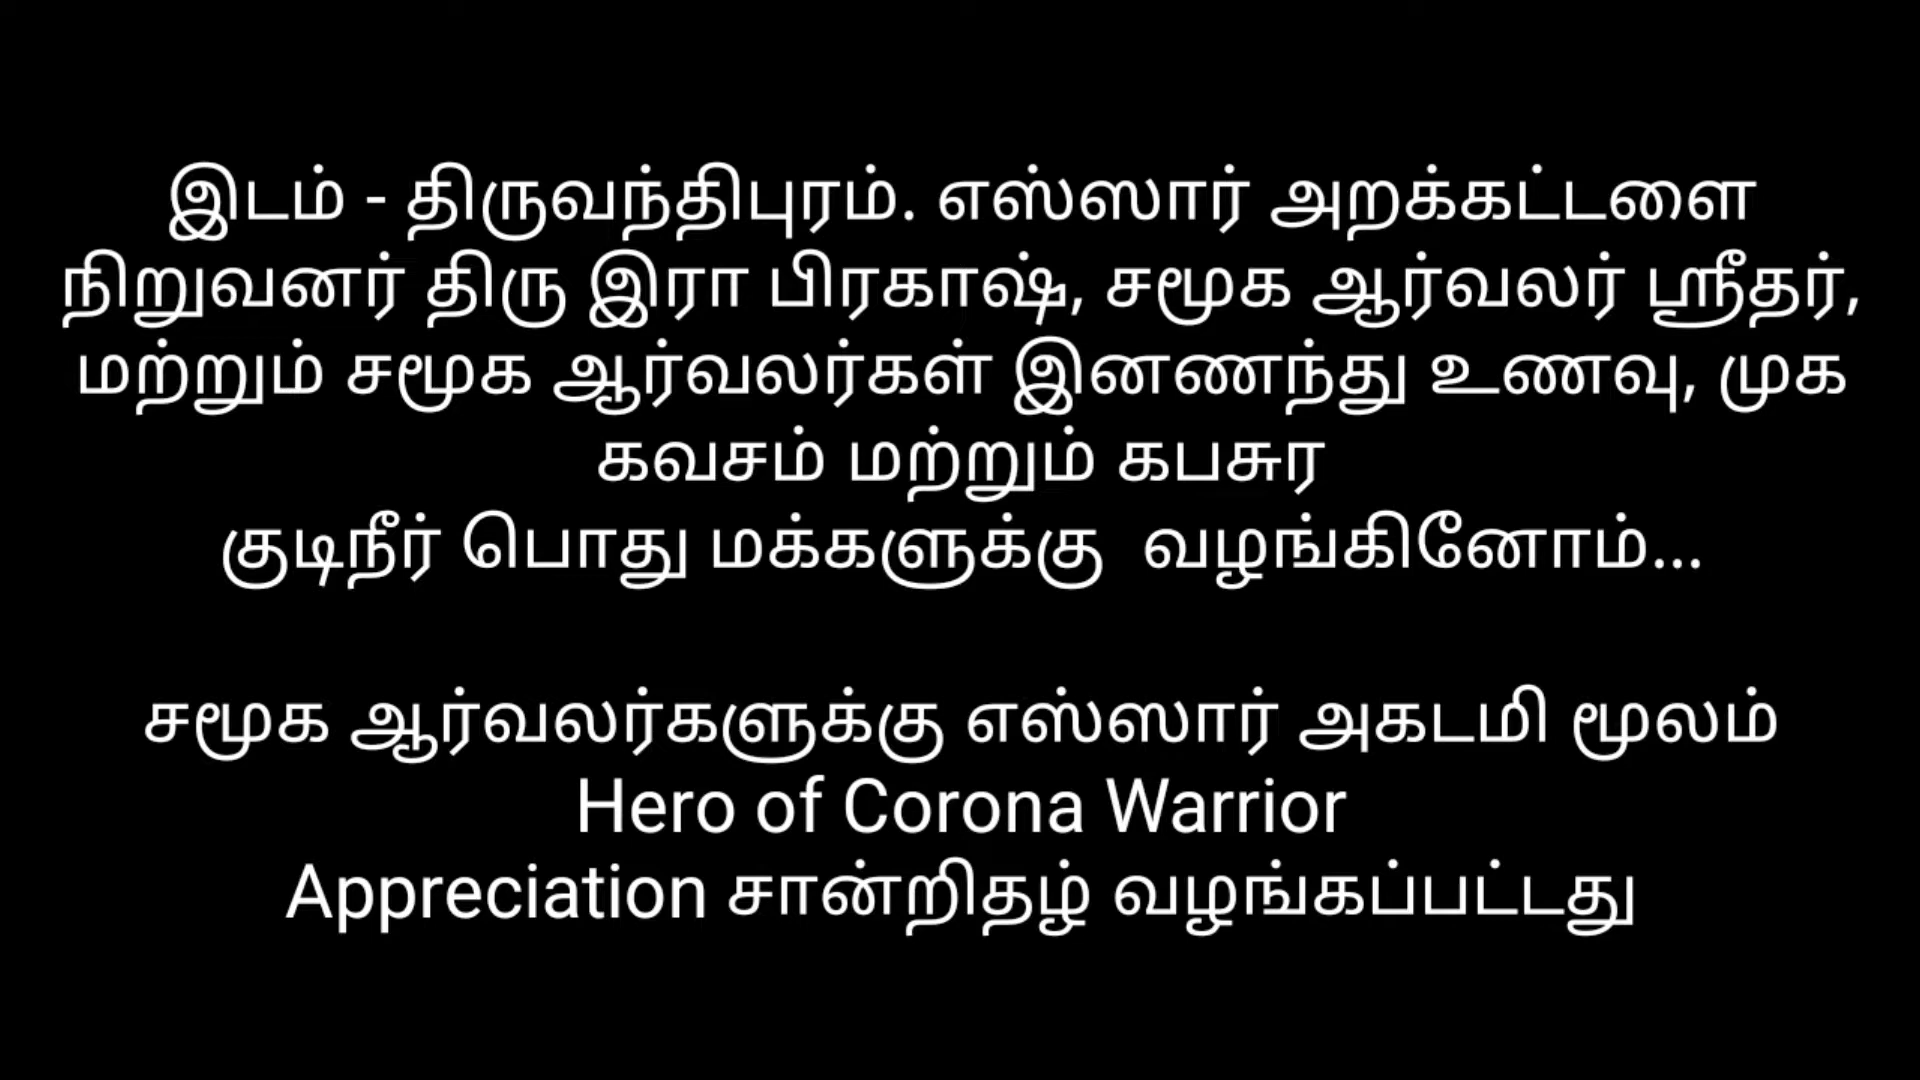 இடம் - திருவந்திபுரம். எஸ்ஸார் அறக்கட்டளை
நிறுவனர் திரு இரா பிரகாஷ், சமூக ஆர்வலர் ஸ்ரீதர்,
மற்றும் சமூக ஆர்வலர்கள் இனணந்து உணவு, முக
கவசம் மற்றும் கபசுர
குடிநீர் பொது மக்களுக்கு வழங்கினோம்...
சமூக ஆர்வலர்களுக்கு எஸ்ஸார் அகடமி மூலம்
Hero of Corona Warrior
Appreciation சான்றிதழ் வழங்கப்பட்டது